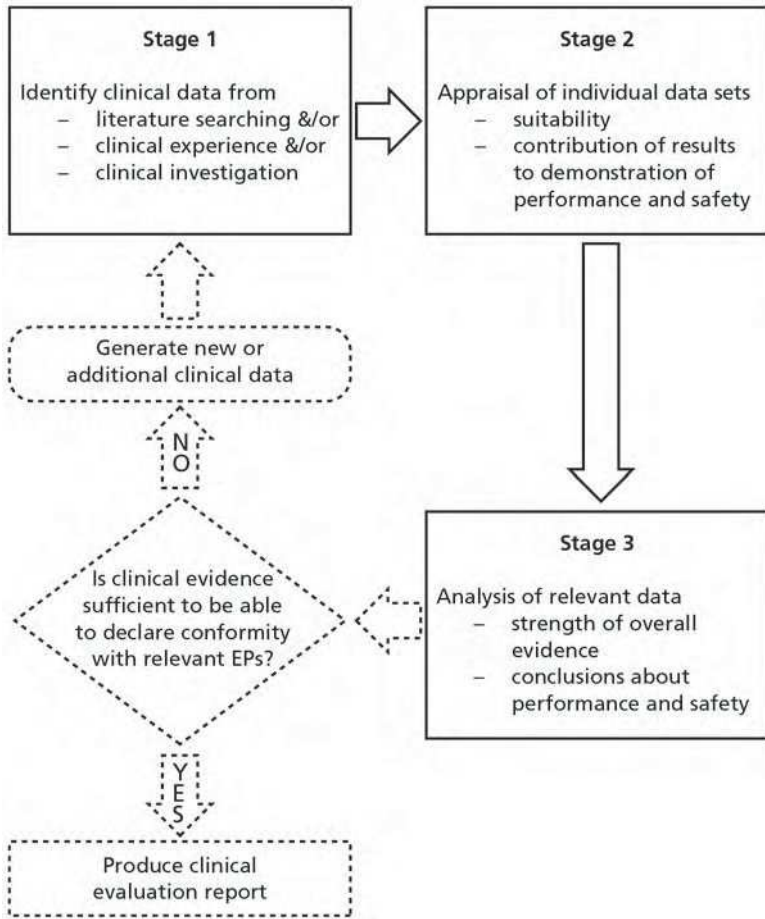 Stage 1
Identify clinical data from
– literature searching &/or
– clinical experience &/or
– clinical investigation
Stage 2
Appraisal of individual data sets
– suitability
– contribution of results
to demonstration of
performance and safety
Stage 3
Analysis of relevant data
– strength of overall
evidence
– conclusions about
performance and safety
Is clinical evidence
sufficient to be able
to declare conformity
with relevant EPs?
NO
Generate new or
additional clinical data
YES
Produce clinical
evaluation report